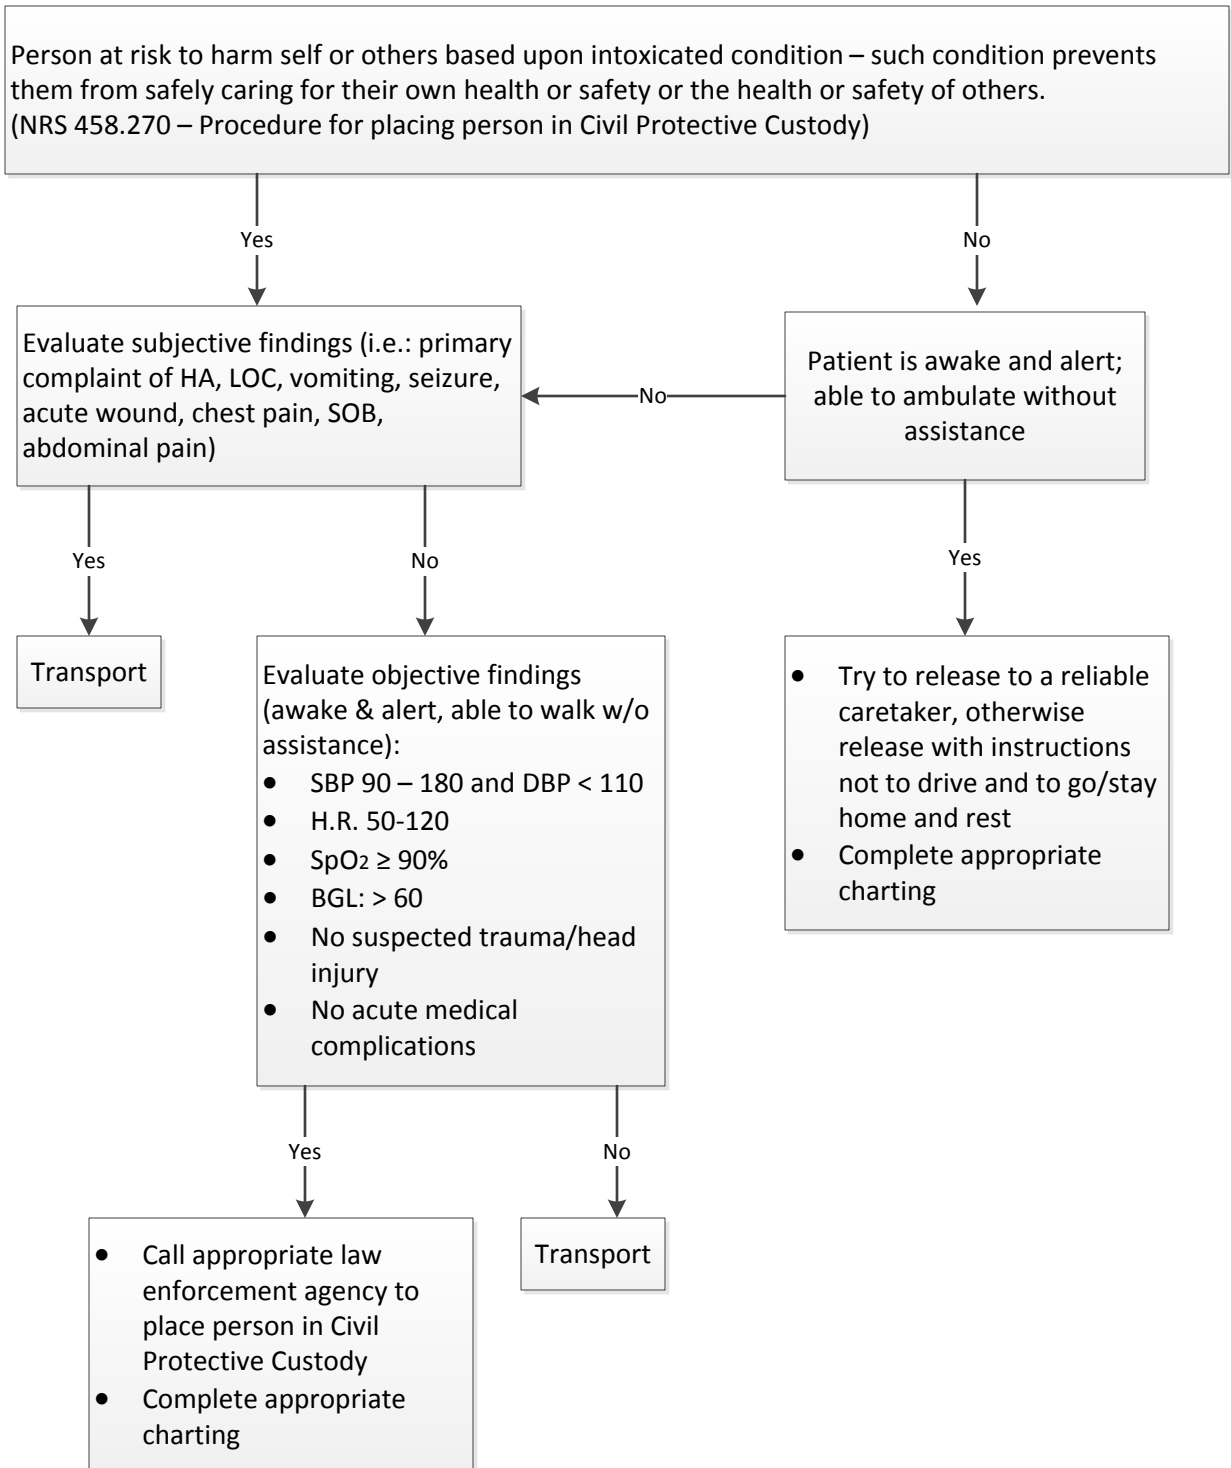 Person at risk to harm self or others based upon intoxicated condition – such condition prevents
them from safely caring for their own health or safety or the health or safety of others.
(NRS 458.270 – Procedure for placing person in Civil Protective Custody)
Yes
No
Evaluate subjective findings (i.e.: primary
complaint of HA, LOC, vomiting, seizure,
acute wound, chest pain, SOB,
abdominal pain)
No
Patient is awake and alert;
able to ambulate without
assistance
Yes
No
Yes
Transport
Evaluate objective findings
(awake & alert, able to walk w/o
assistance):
• SBP 90 – 180 and DBP < 110
• H.R. 50-120
• SpO2 ≥ 90%
• BGL: > 60
• No suspected trauma/head
injury
• No acute medical
complications
• Try to release to a reliable
caretaker, otherwise
release with instructions
not to drive and to go/stay
home and rest
• Complete appropriate
charting
Yes
No
• Call appropriate law
enforcement agency to
place person in Civil
Protective Custody
• Complete appropriate
charting
Transport